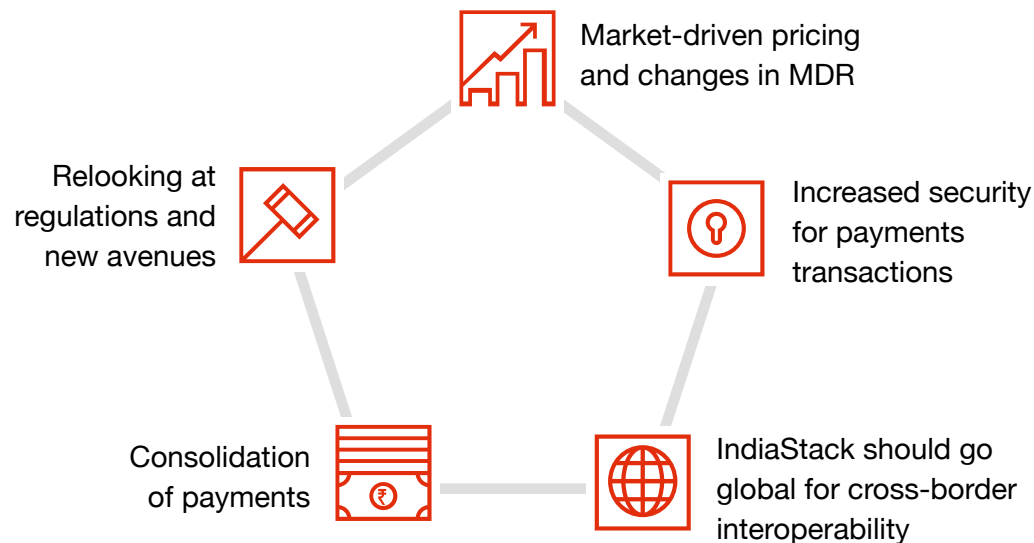 Market-driven pricing
and changes in MDR
Relooking at
regulations and
new avenues
Increased security
for payments
transactions
Consolidation
of payments
₹
IndiaStack should go
global for cross-border
interoperability